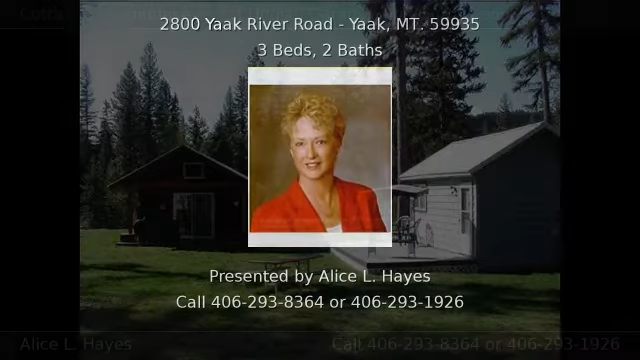 2800 Yaak River Road - Yaak, MT. 59935
3 Beds, 2 Baths
Presented by Alice L. Hayes
Call 406-293-8364 or 406-293-1926
Alice L. Hayes
Call 406-293-8364 or 406-293-1926